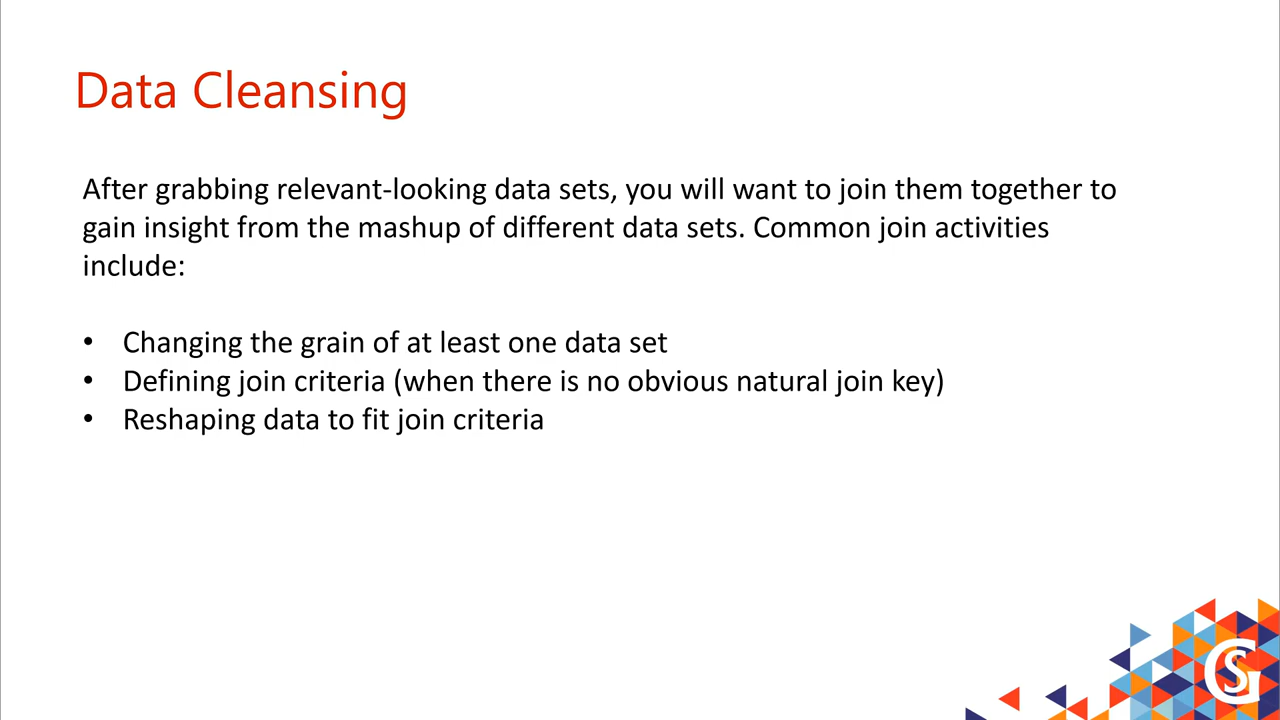 Data Cleansing
After grabbing relevant-looking data sets, you will want to join them together to
gain insight from the mashup of different data sets. Common join activities
include:
• Changing the grain of at least one data set
• Defining join criteria (when there is no obvious natural join key)
• Reshaping data to fit join criteria
GS